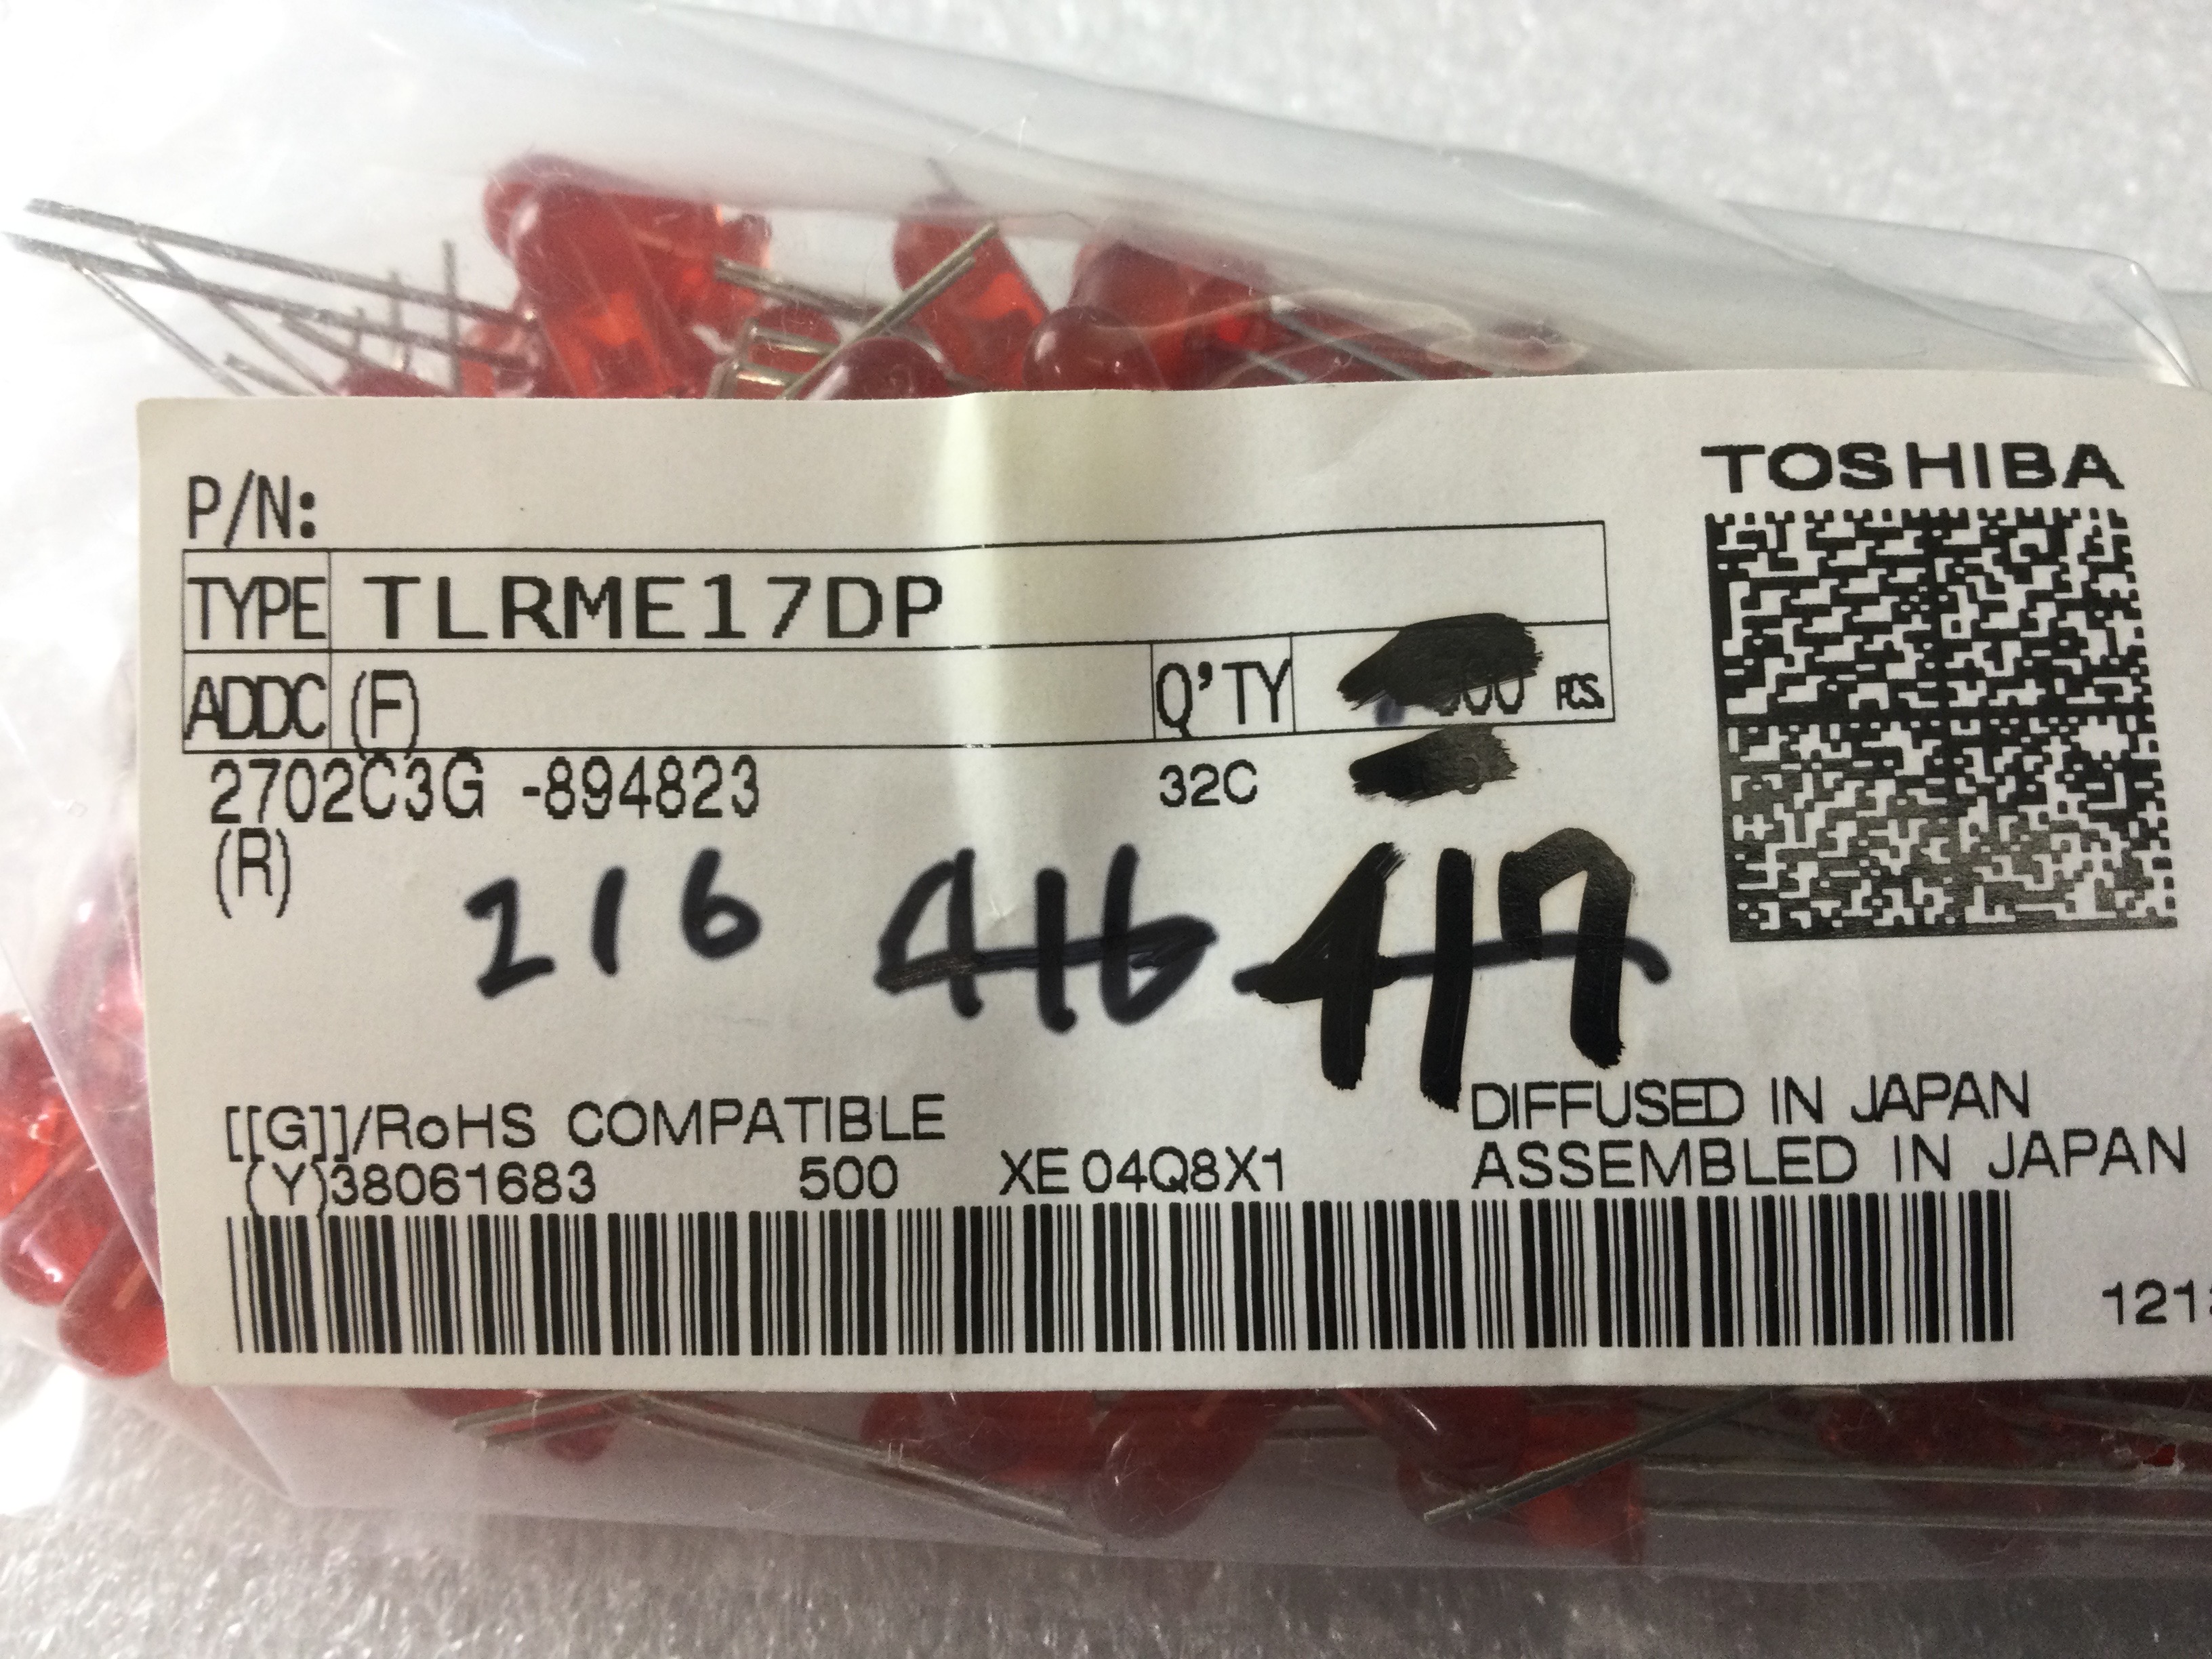 TOSHIBA
P/N:
TYPE TLRME17DP
ADDC (F) Q'TY PCS.
2702C3G -894823 32C
(R)
216 416 417
[[G]]/RoHS COMPATIBLE DIFFUSED IN JAPAN
(Y)38061683 500 XE04Q8X1 ASSEMBLED IN JAPAN
121